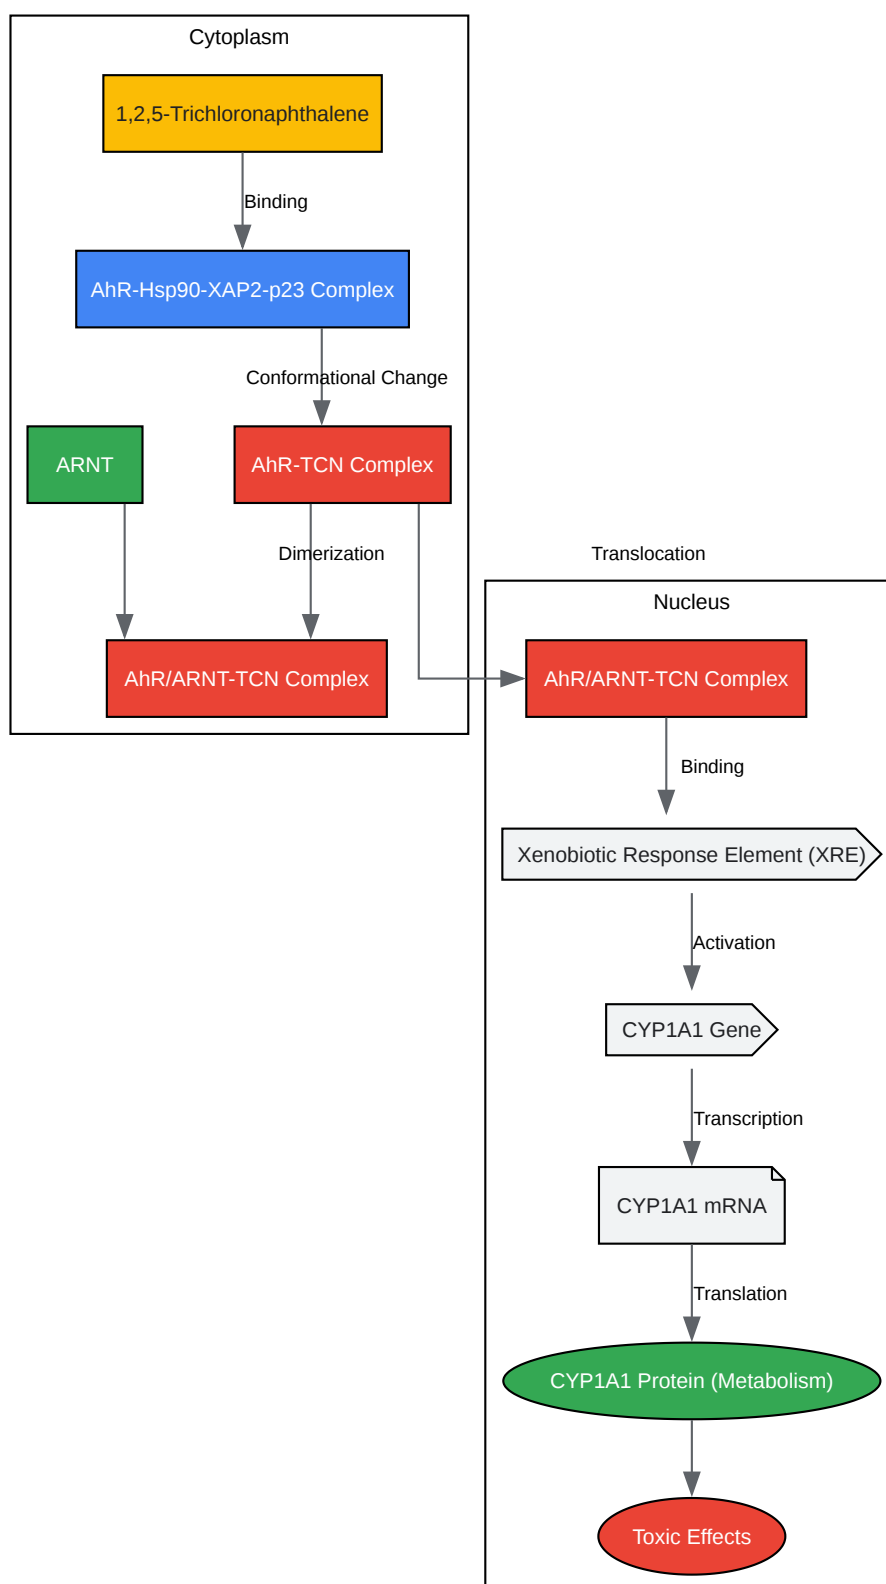 Cytoplasm
1,2,5-Trichloronaphthalene
Binding
AhR-Hsp90-XAP2-p23 Complex
Conformational Change
ARNT
AhR-TCN Complex
Dimerization
Translocation
Nucleus
AhR/ARNT-TCN Complex
AhR/ARNT-TCN Complex
Binding
Xenobiotic Response Element (XRE)
Activation
CYP1A1 Gene
Transcription
CYP1A1 mRNA
Translation
CYP1A1 Protein (Metabolism)
Toxic Effects